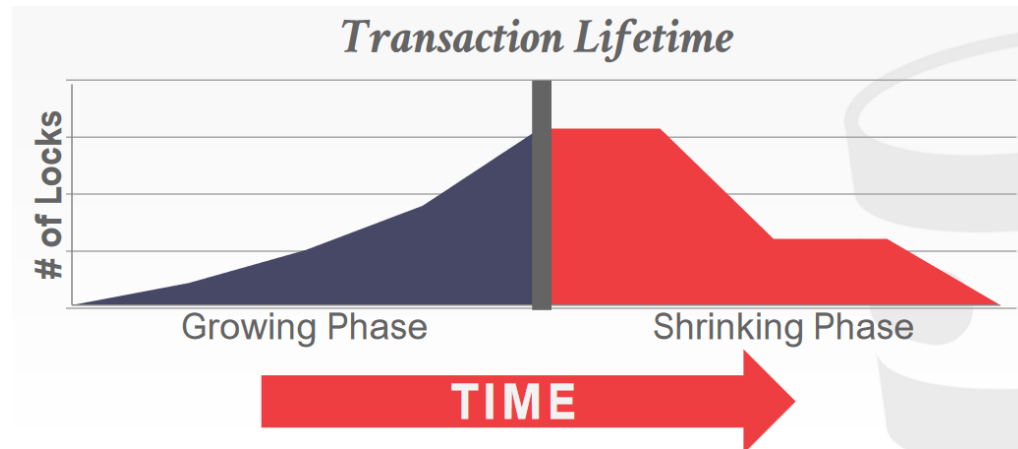 Transaction Lifetime
# of Locks
Growing Phase
Shrinking Phase
TIME